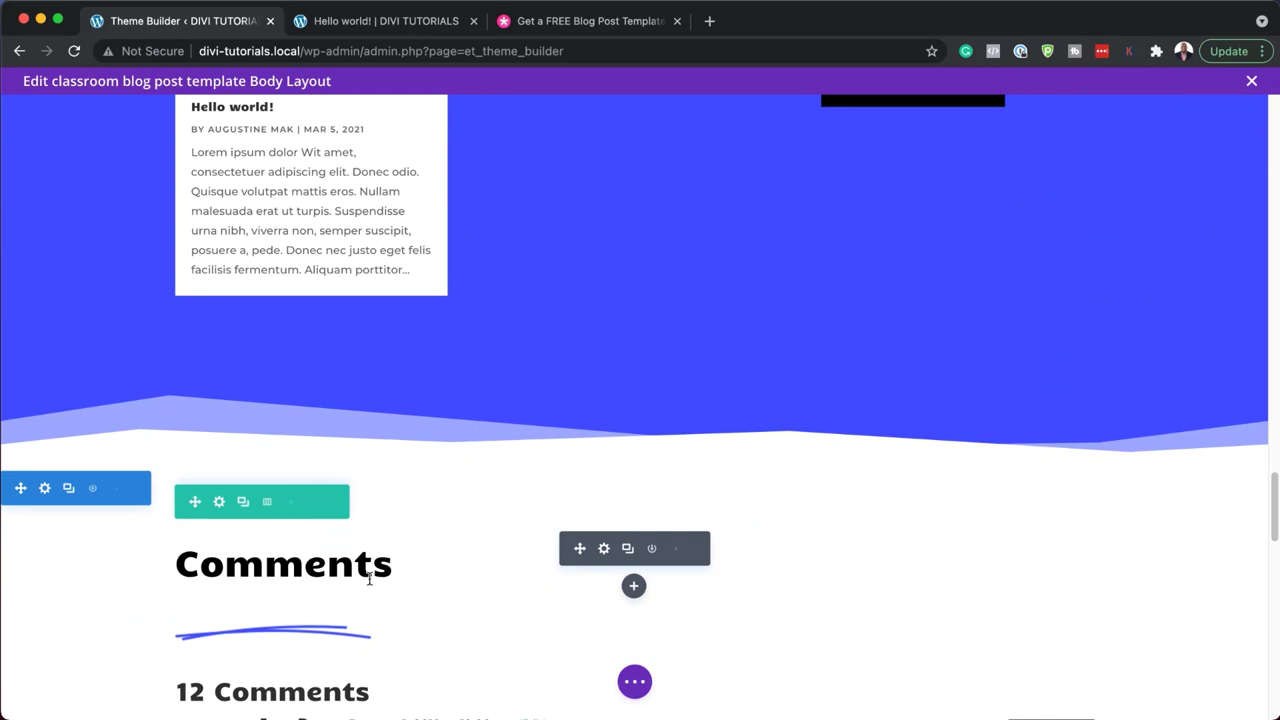 Theme Builder ‹ DIVI TUTORIAL
Hello world! | DIVI TUTORIALS
Get a FREE Blog Post Template
Not Secure
divi-tutorials.local/wp-admin/admin.php?page=et_theme_builder
Update
Edit classroom blog post template Body Layout
Hello world!
BY AUGUSTINE MAK | MAR 5, 2021
Lorem ipsum dolor Wit amet,
consectetuer adipiscing elit. Donec odio.
Quisque volutpat mattis eros. Nullam
malesuada erat ut turpis. Suspendisse
urna nibh, viverra non, semper suscipit,
posuere a, pede. Donec nec justo eget felis
facilisis fermentum. Aliquam porttitor...
Comments
12 Comments